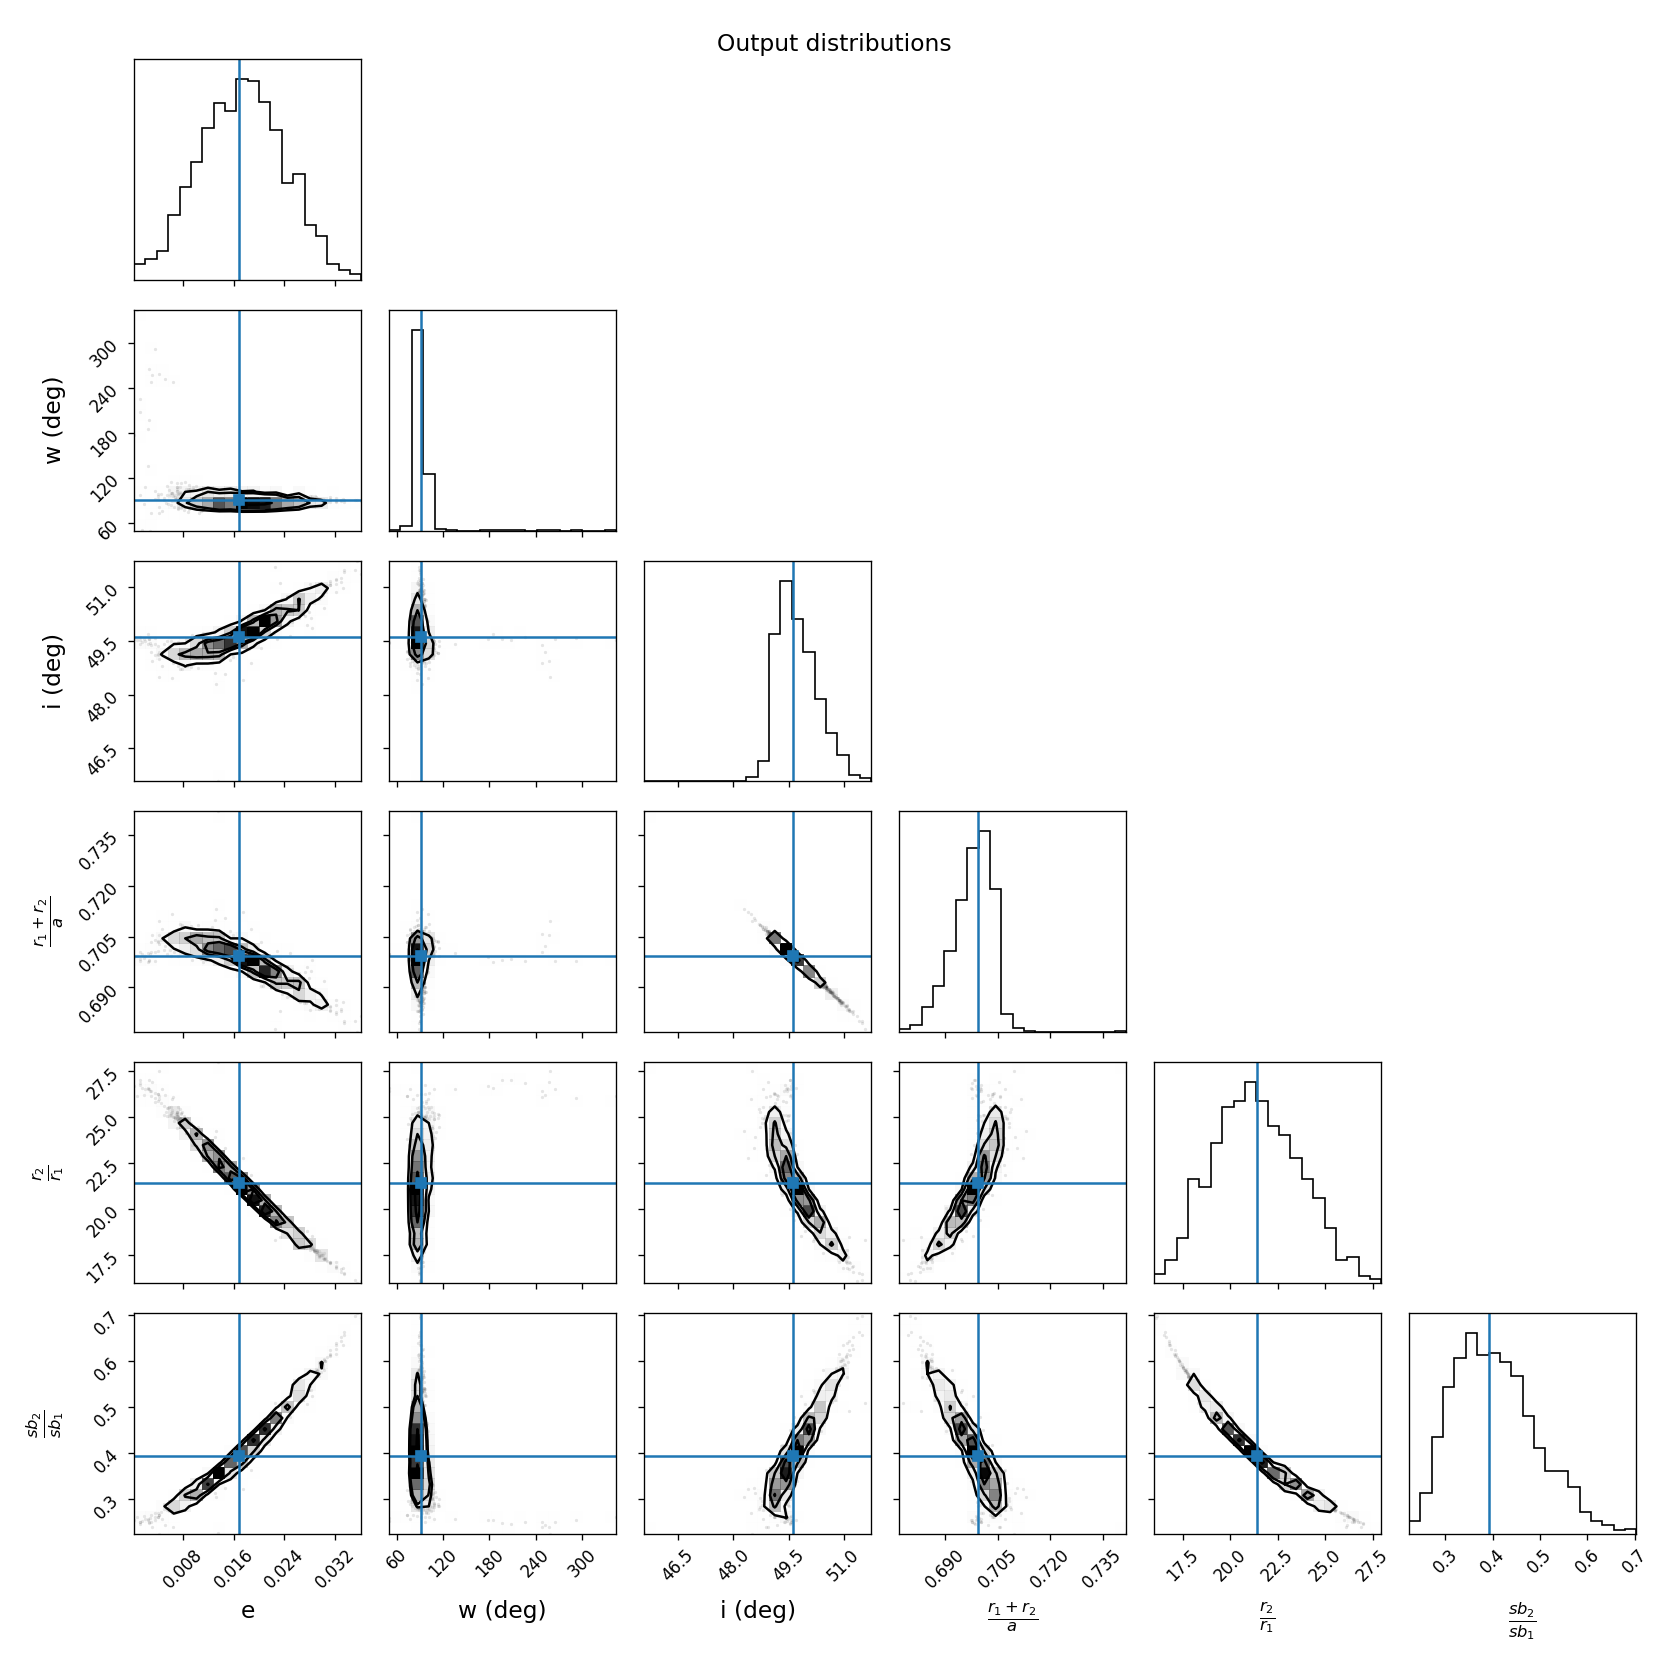 Output distributions
w (deg)
300
240
180
120
60
i (deg)
51.0
49.5
48.0
46.5
r₁ + r₂
a
0.735
0.720
0.705
0.690
r₂
r₁
27.5
25.0
22.5
20.0
17.5
sb₂
sb₁
0.7
0.6
0.5
0.4
0.3
0.008 0.016 0.024 0.032 60 120 180 240 300 46.5 48.0 49.5 51.0 0.690 0.705 0.720 0.735 17.5 20.0 22.5 25.0 27.5 0.3 0.4 0.5 0.6 0.7
e w (deg) i (deg)
r₁ + r₂
a
r₂
r₁
sb₂
sb₁